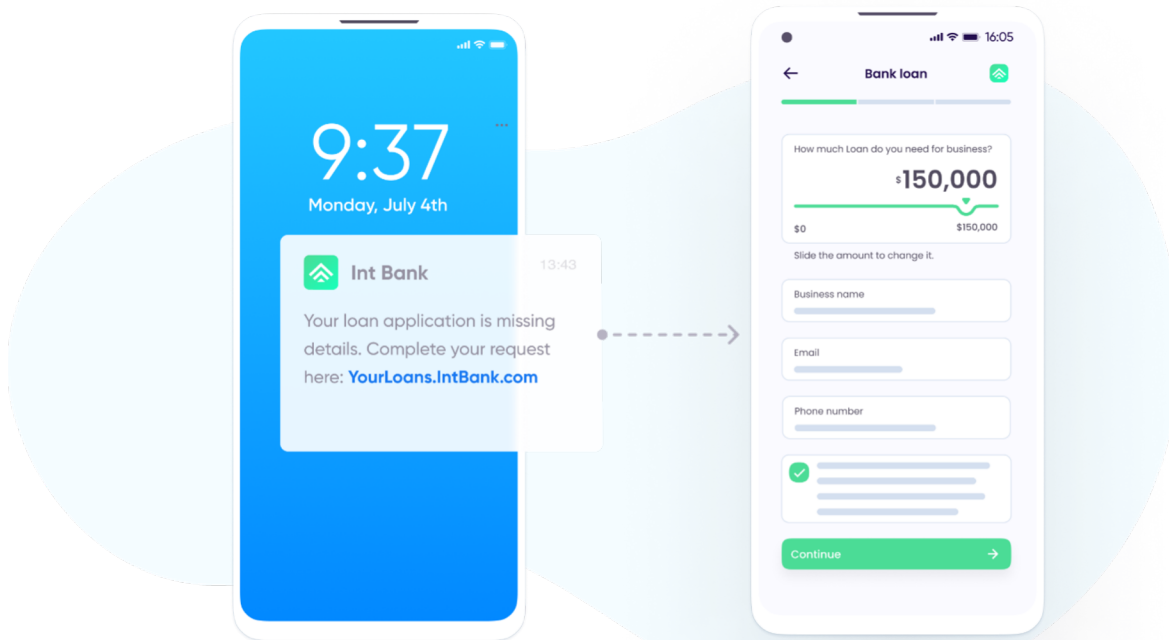 9:37
Monday, July 4th
Int Bank
13:43
Your loan application is missing
details. Complete your request
here: YourLoans.IntBank.com
16:05
Bank loan
How much Loan do you need for business?
$150,000
$0
$150,000
Slide the amount to change it.
Business name
Email
Phone number
Continue